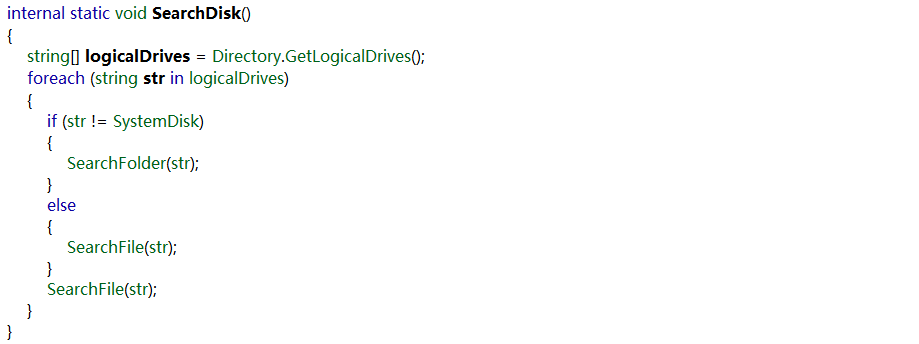 internal static void SearchDisk()
{
string[] logicalDrives = Directory.GetLogicalDrives();
foreach (string str in logicalDrives)
{
if (str != SystemDisk)
{
SearchFolder(str);
}
else
{
SearchFile(str);
}
SearchFile(str);
}
}